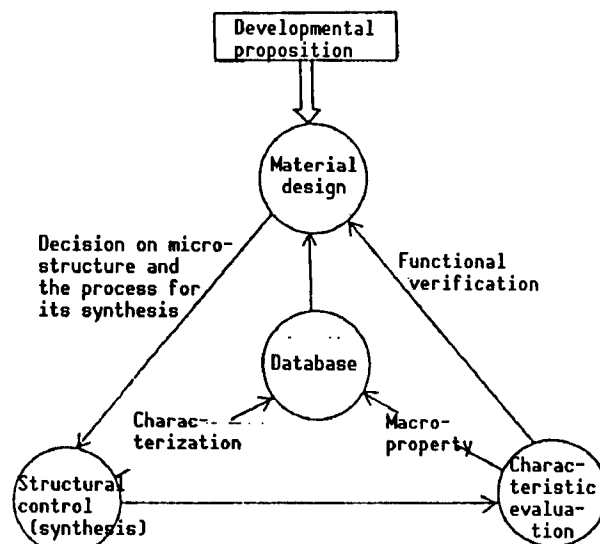 Developmental
proposition
Material
design
Decision on micro-
structure and
the process for
its synthesis
Functional
verification
Database
Charac-
terization
Macro-
property
Structural
control
(synthesis)
Charac-
teristic
evalua-
tion